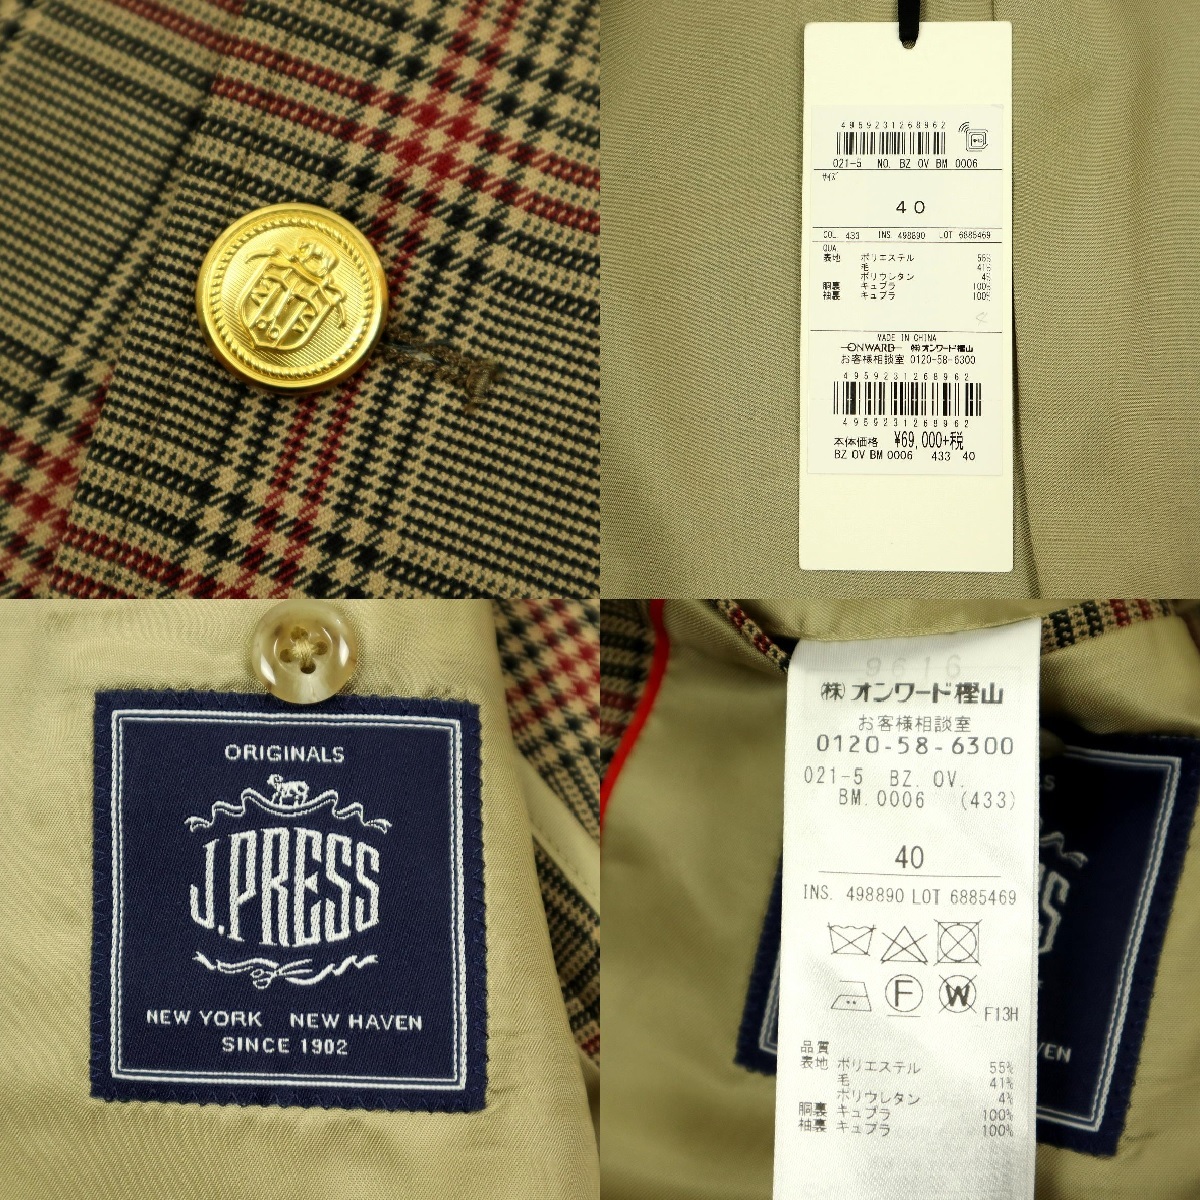 4959231268962
021-5 NO. BZ OV BM 0006
サイズ
40
COL 433 INS. 498890 LOT 6885469
QUA
表地 ポリエステル 55%
毛 41%
ポリウレタン 4%
胴裏 キュプラ 100%
袖裏 キュプラ 100%
MADE IN CHINA
ONWARD ㈱オンワード樫山
お客様相談室 0120-58-6300
4959231268962
4959231268962
本体価格 ¥69,000+税
BZ OV BM 0006 433 40
ORIGINALS
J.PRESS
NEW YORK NEW HAVEN
SINCE 1902
9616
㈱オンワード樫山
お客様相談室
0120-58-6300
021-5 BZ. OV.
BM. 0006 (433)
40
INS. 498890 LOT 6885469
F W
F13H
品質
表地 ポリエステル 55%
毛 41%
ポリウレタン 4%
胴裏 キュプラ 100%
袖裏 キュプラ 100%